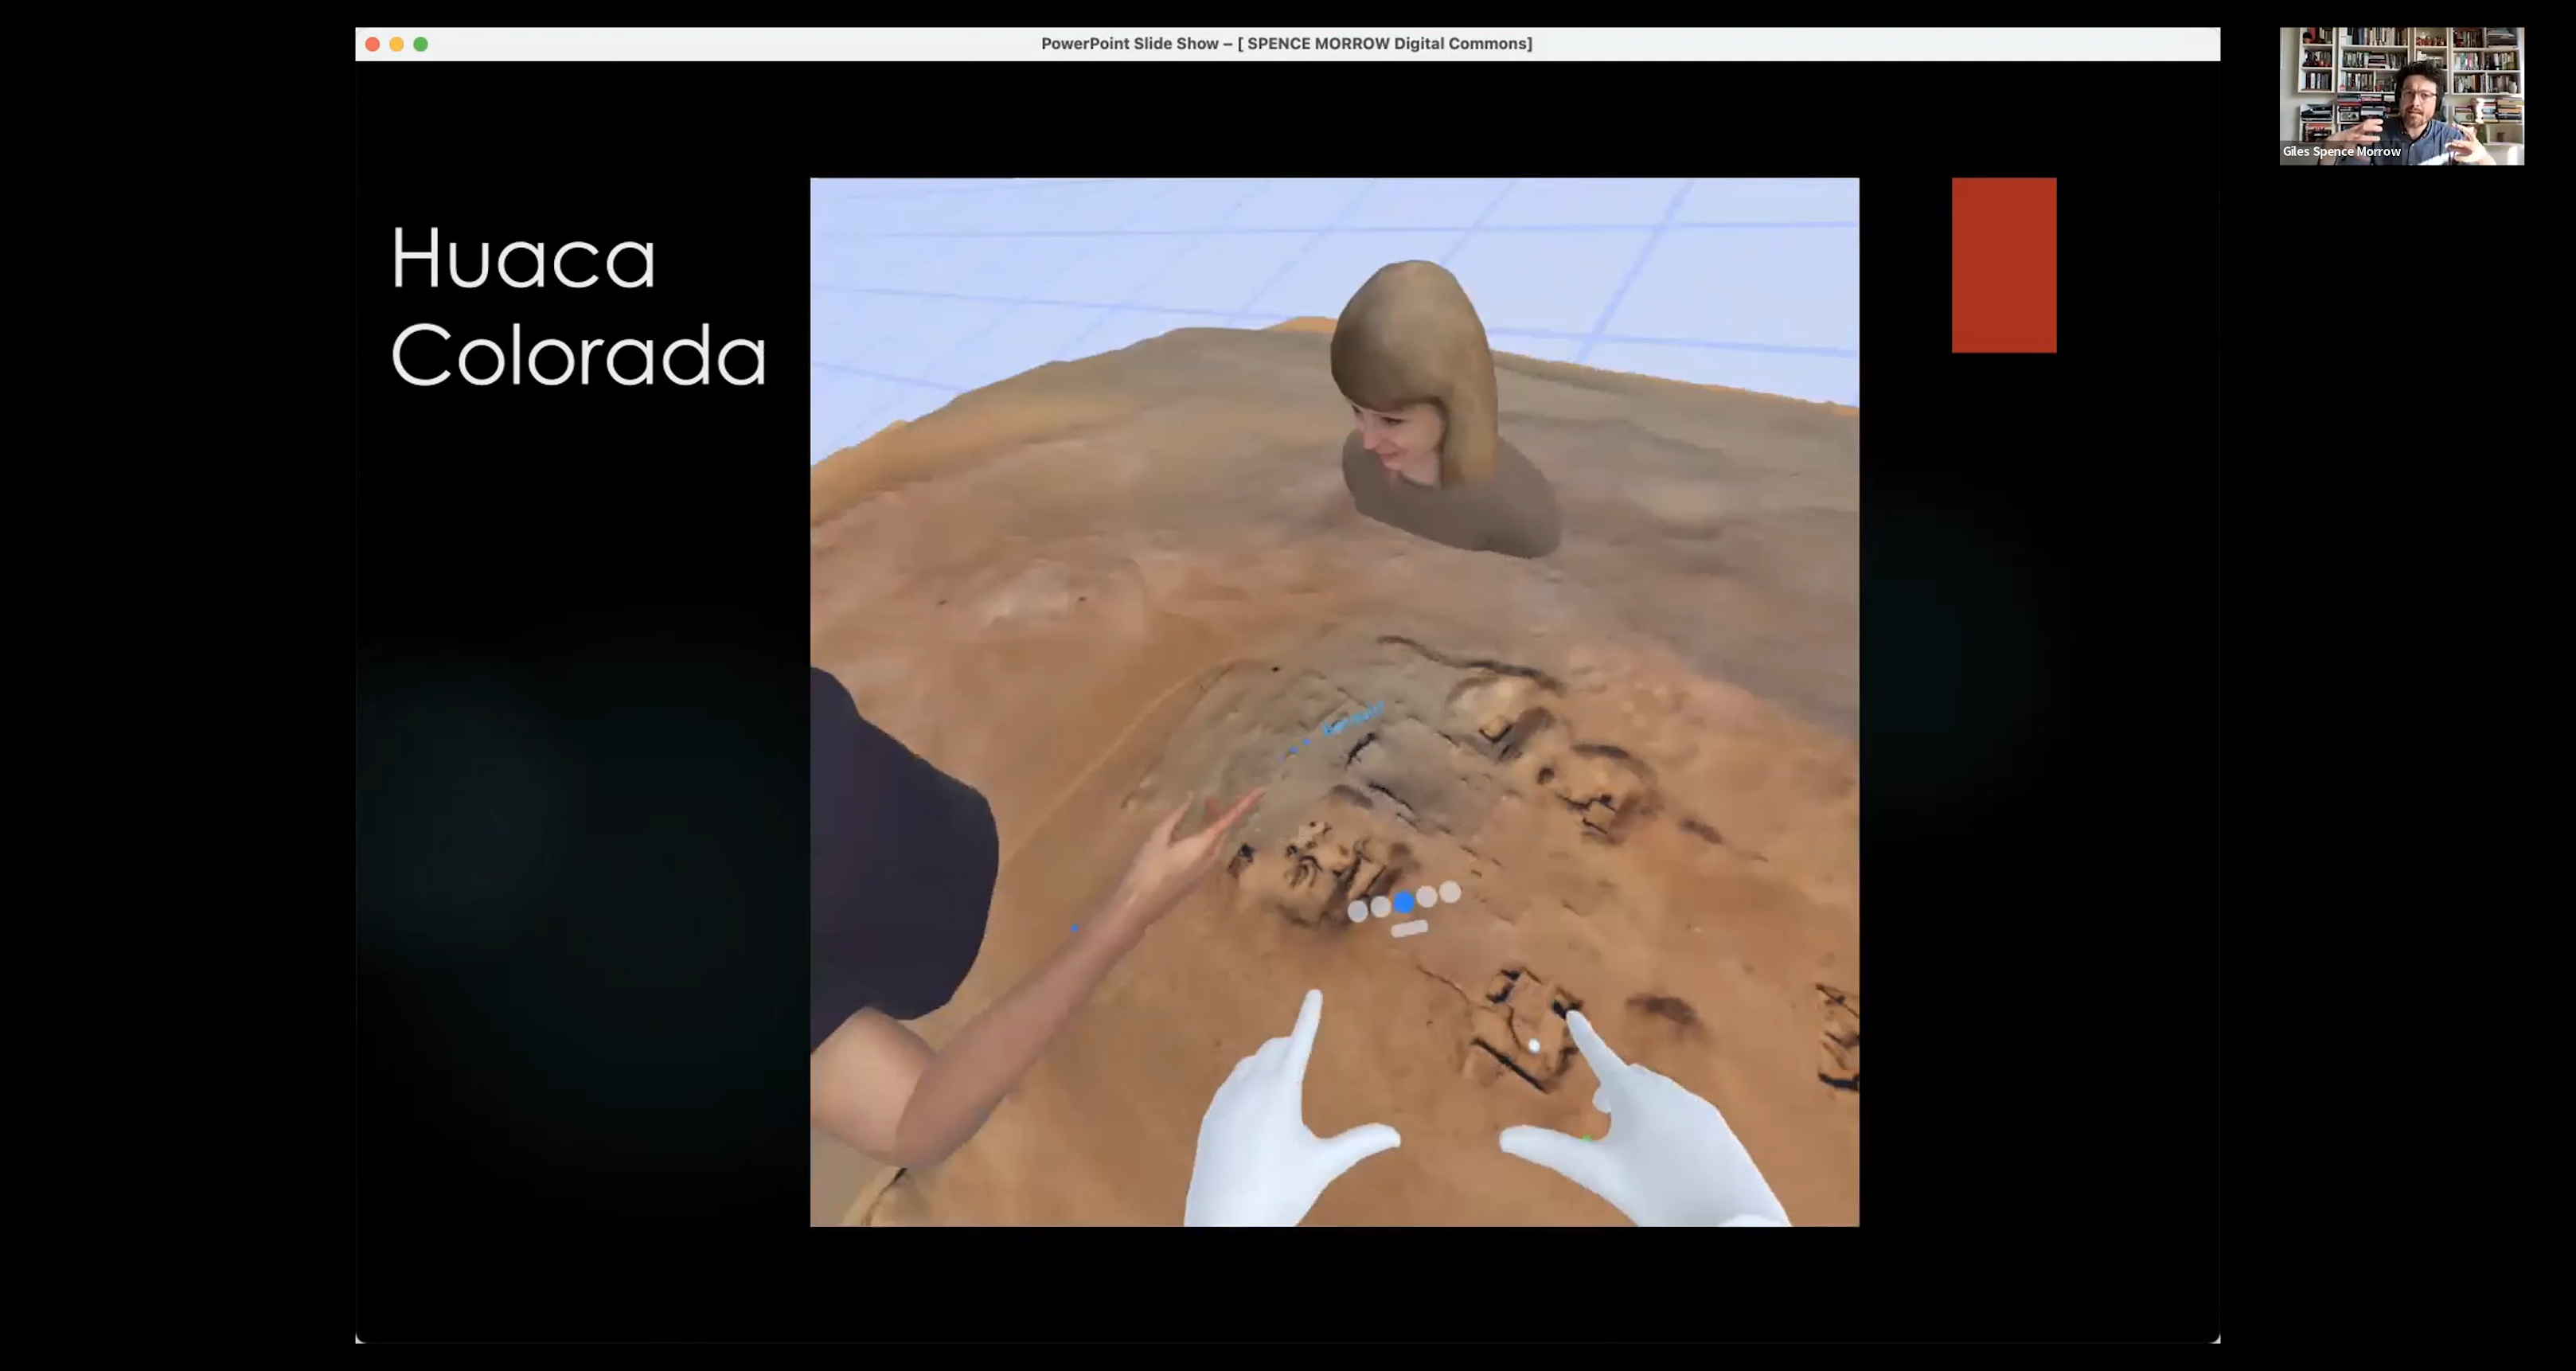 PowerPoint Slide Show – [ SPENCE MORROW Digital Commons]
Giles Spence Morrow
Huaca
Colorada